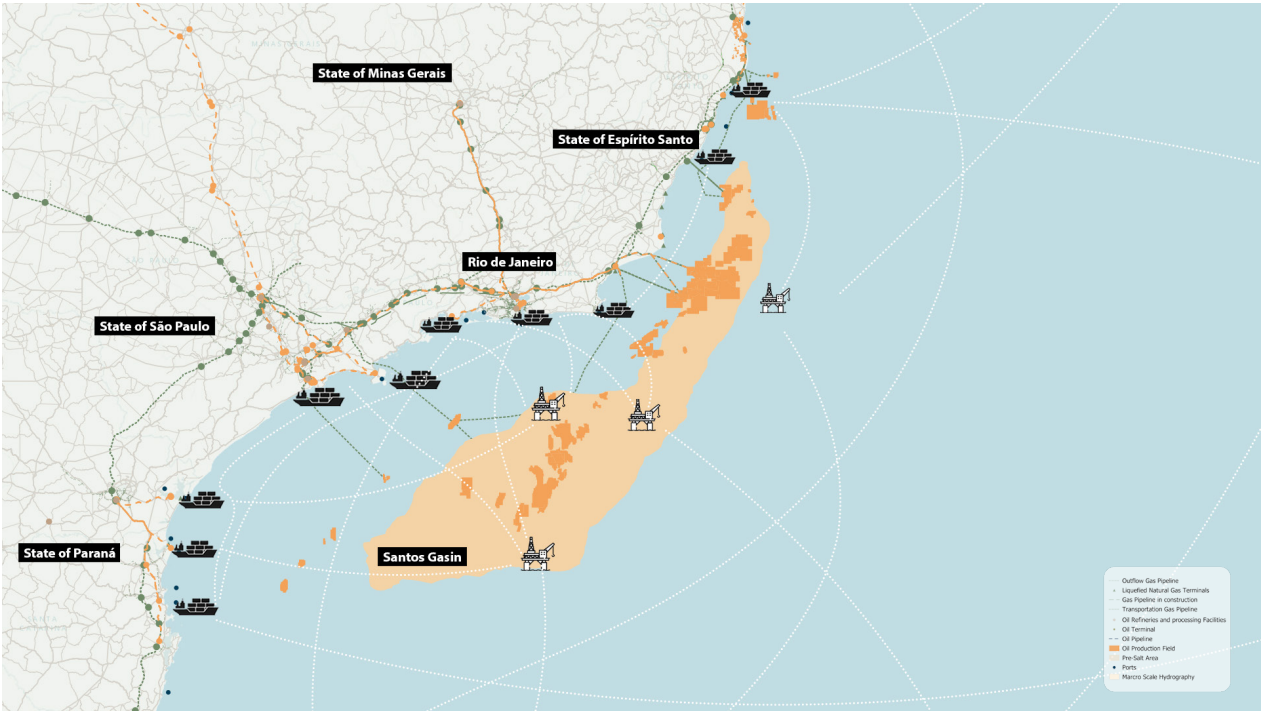 MINAS GERAIS
State of Minas Gerais
State of Espírito Santo
Rio de Janeiro
State of São Paulo
State of Paraná
Santos Gasin
Outflow Gas Pipeline
Liquefied Natural Gas Terminals
Gas Pipeline in construction
Transportation Gas Pipeline
Oil Refineries and processing Facilities
Oil Terminal
Oil Pipeline
Oil Production Field
Pre-Salt Area
Ports
Marcro Scale Hydrography